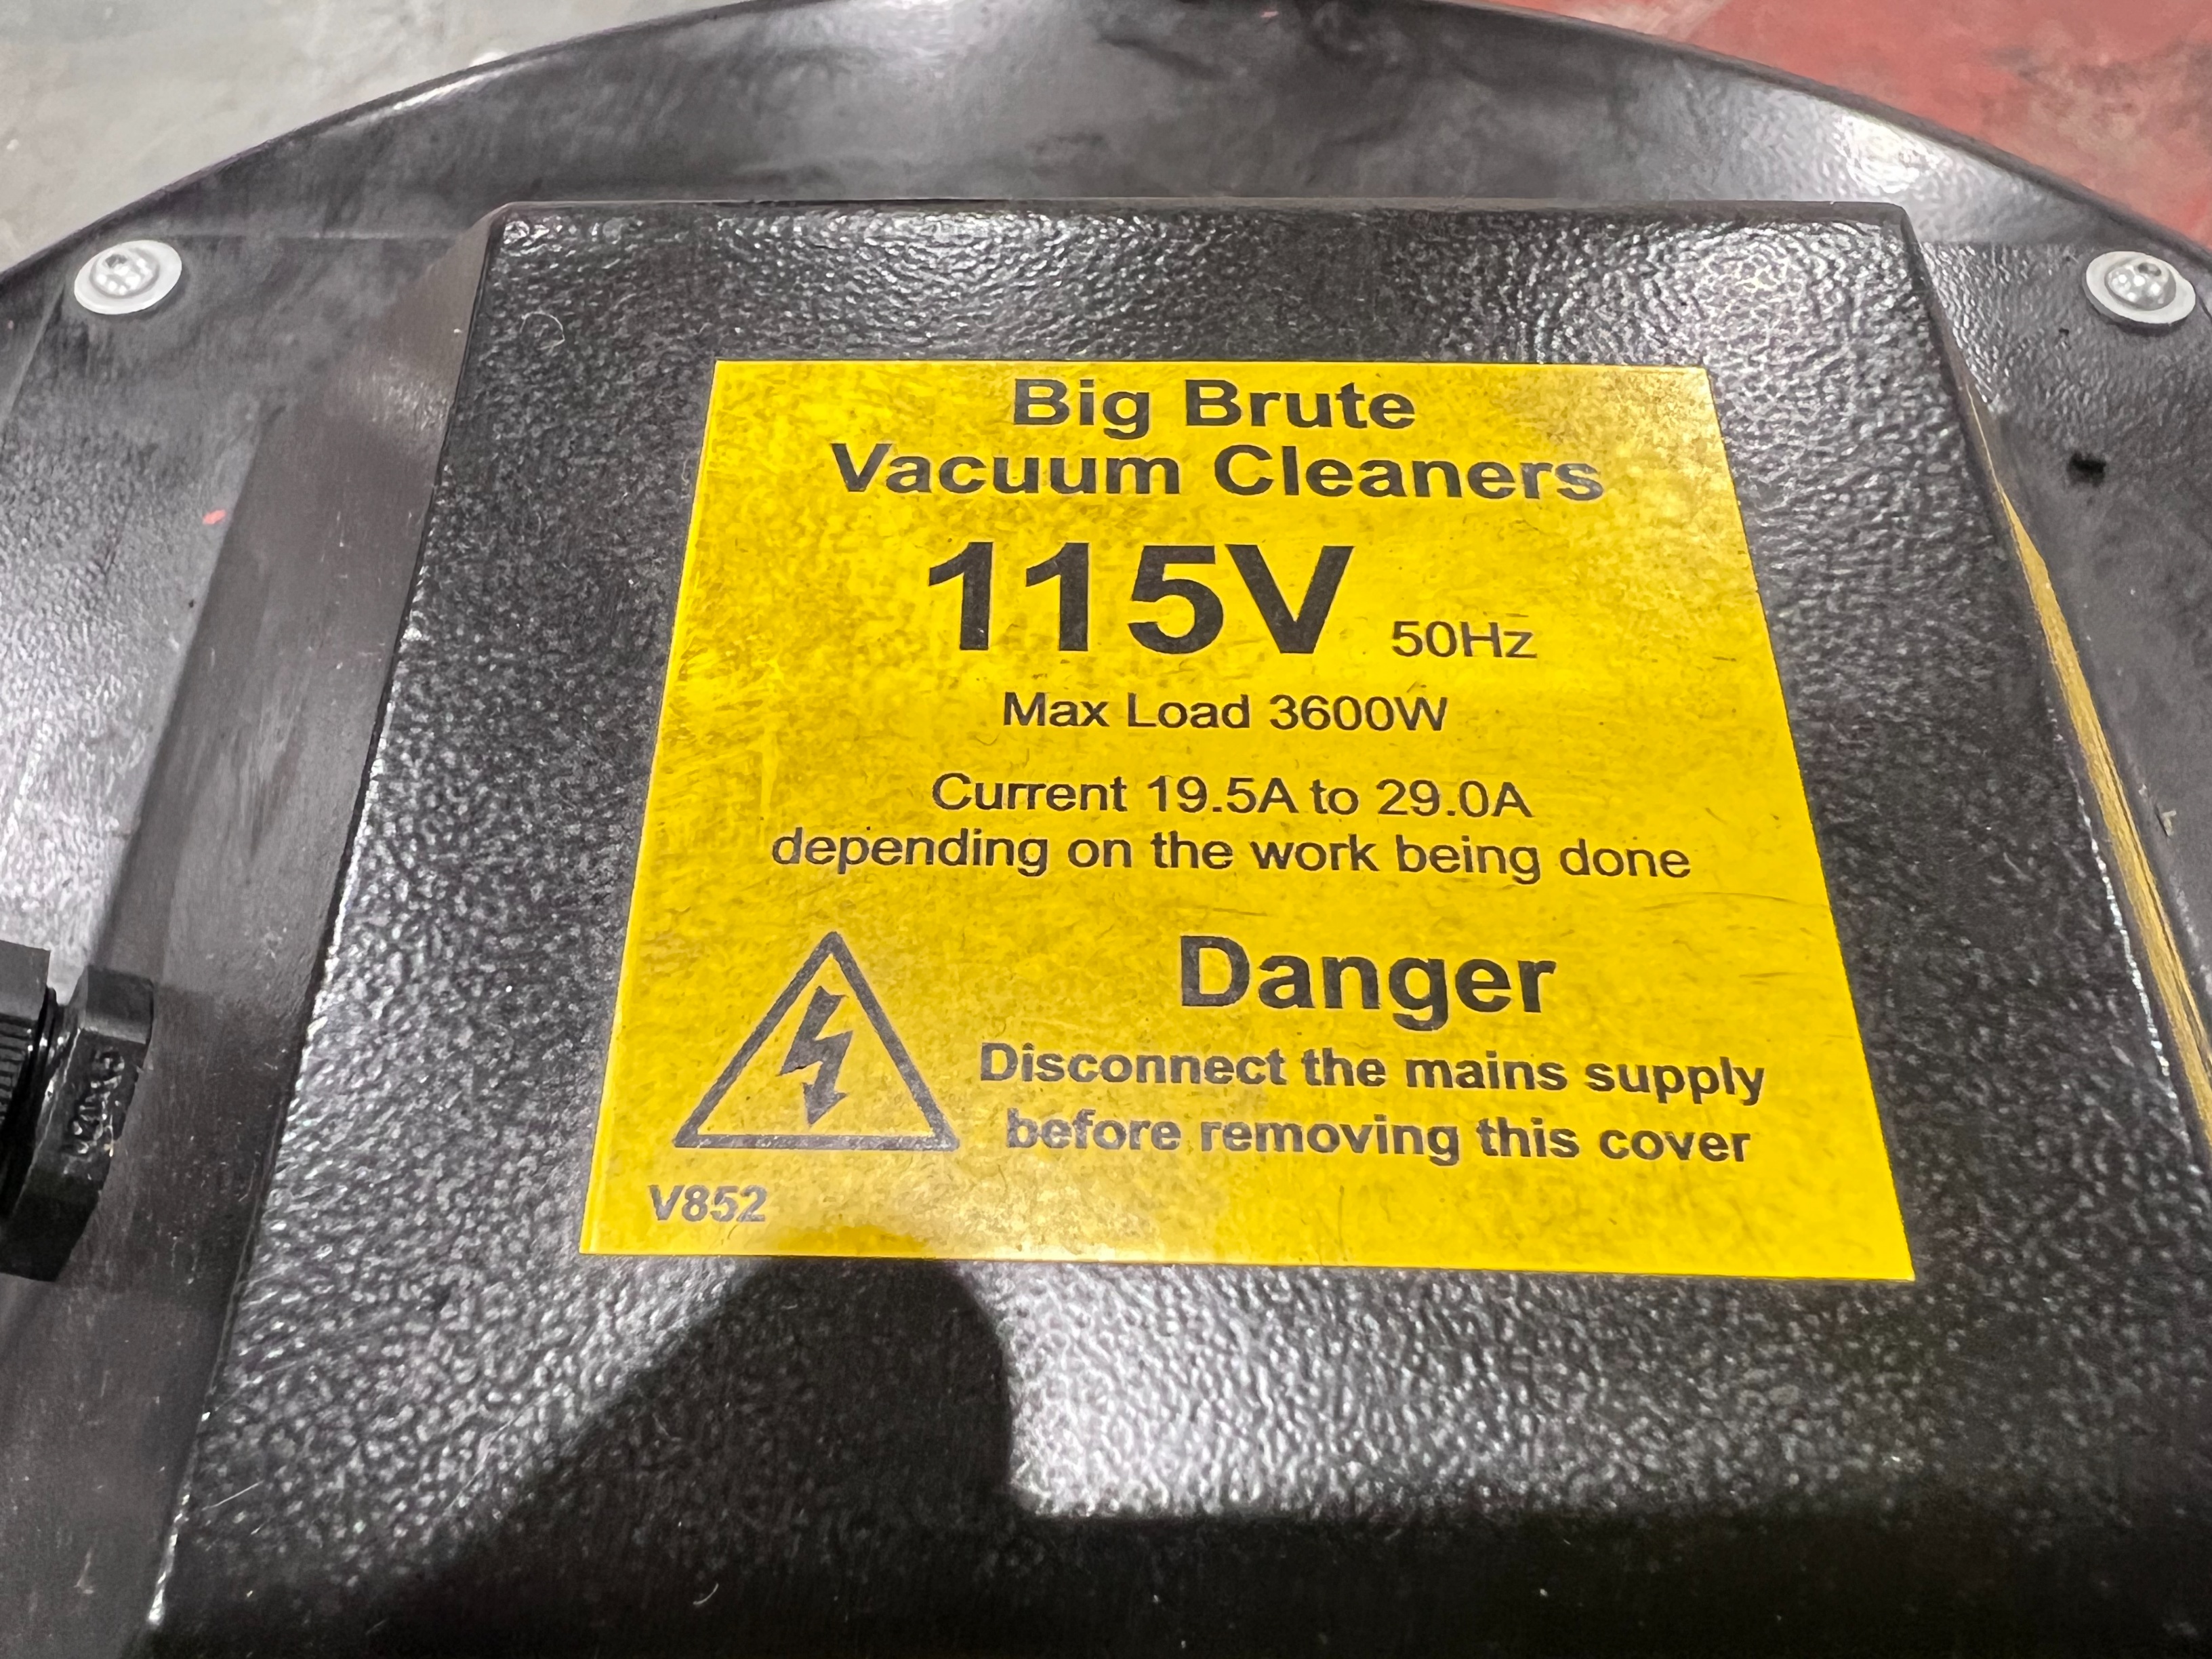 Big Brute
Vacuum Cleaners
115V 50Hz
Max Load 3600W
Current 19.5A to 29.0A
depending on the work being done
Danger
Disconnect the mains supply
before removing this cover
V852